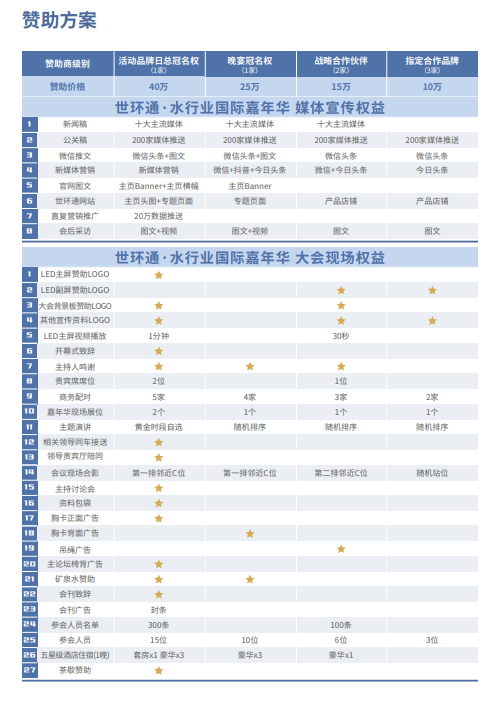 赞助方案
赞助商级别 活动品牌日总冠名权 (1家) 晚宴冠名权 (1家) 战略合作伙伴 (2家) 指定合作品牌 (3家)
赞助价格 40万 25万 15万 10万
世环通·水行业国际嘉年华 媒体宣传权益
1 新闻稿 十大主流媒体 十大主流媒体 十大主流媒体
2 公关稿 200家媒体推送 200家媒体推送 200家媒体推送 200家媒体推送
3 微信推文 微信头条+图文 微信头条+图文 微信头条 微信头条
4 新媒体营销 新媒体营销 微信+抖音+今日头条 微信+今日头条 今日头条
5 官网图文 主页Banner+主页横幅 主页Banner
6 世环通网站 主页头图+专题页面 专题页面 产品店铺 产品店铺
7 直复营销推广 20万数据推送
8 会后采访 图文+视频 图文+视频 图文 图文
世环通·水行业国际嘉年华 大会现场权益
1 LED主屏赞助LOGO ★
2 LED副屏赞助LOGO ★ ★
3 大会背景板赞助LOGO ★ ★
4 其他宣传资料LOGO ★ ★ ★
5 LED主屏视频播放 1分钟 30秒
6 开幕式致辞 ★
7 主持人鸣谢 ★ ★ ★
8 贵宾席席位 2位 1位
9 商务配对 5家 4家 3家 2家
10 嘉年华现场展位 2个 1个 1个 1个
11 主题演讲 黄金时段自选 随机排序 随机排序 随机排序
12 相关领导同车接送 ★
13 领导贵宾厅陪同 ★
14 会议现场合影 第一排邻近C位 第一排邻近C位 第二排邻近C位 随机站位
15 主持讨论会 ★
16 资料包袋 ★
17 胸卡正面广告 ★
18 胸卡背面广告 ★
19 吊绳广告 ★
20 主论坛椅背广告 ★
21 矿泉水赞助 ★ ★
22 会刊致辞 ★
23 会刊广告 封条
24 参会人员名单 300条 100条
25 参会人员 15位 10位 6位 3位
26 五星级酒店住宿(1晚) 套房x1 豪华x3 豪华x3 豪华x1
27 茶歇赞助 ★